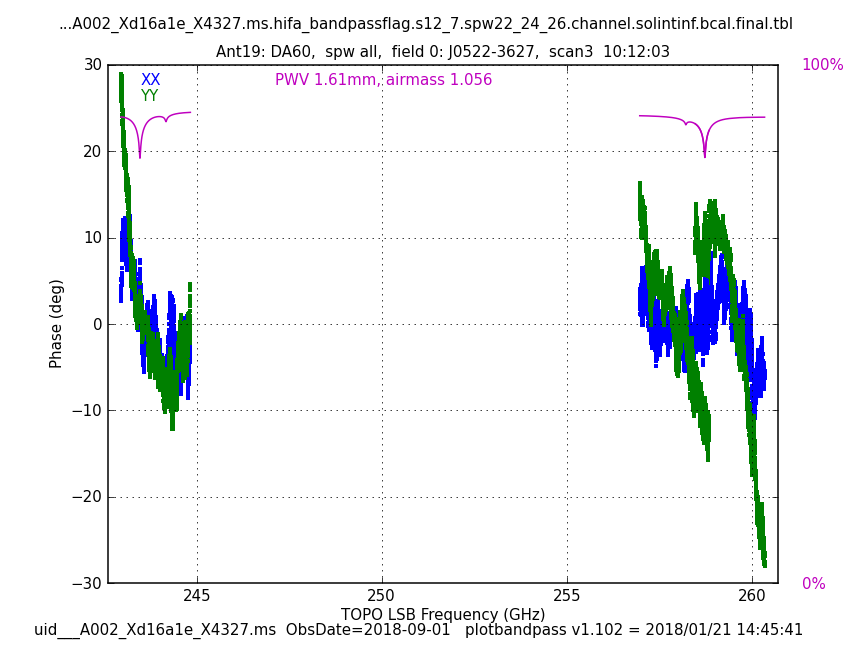 ...A002_Xd16a1e_X4327.ms.hifa_bandpassflag.s12_7.spw22_24_26.channel.solintinf.bcal.final.tbl
Ant19: DA60, spw all, field 0: J0522-3627, scan3 10:12:03
30 XX PWV 1.61mm, airmass 1.056 100%
YY
20
10
0
−10
−20
−30 0%
Phase (deg)
245 250 255 260
TOPO LSB Frequency (GHz)
uid___A002_Xd16a1e_X4327.ms ObsDate=2018-09-01 plotbandpass v1.102 = 2018/01/21 14:45:41